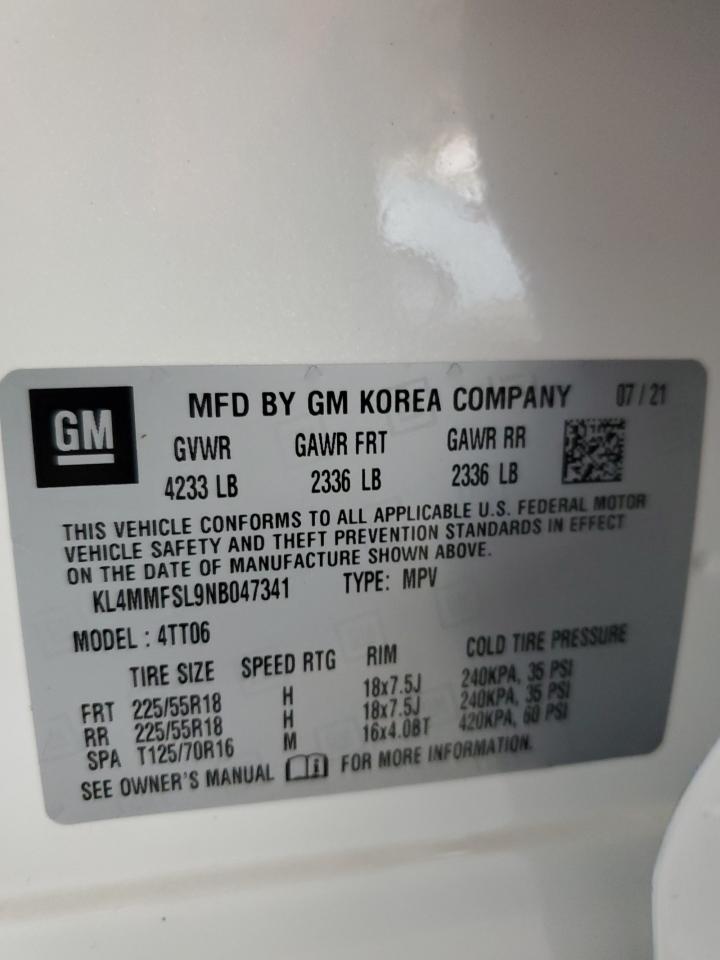 GM
MFD BY GM KOREA COMPANY 07/21
GVWR GAWR FRT GAWR RR
4233 LB 2336 LB 2336 LB
THIS VEHICLE CONFORMS TO ALL APPLICABLE U.S. FEDERAL MOTOR
VEHICLE SAFETY AND THEFT PREVENTION STANDARDS IN EFFECT
ON THE DATE OF MANUFACTURE SHOWN ABOVE.
KL4MMFSL9NB047341 TYPE: MPV
MODEL: 4TT06
TIRE SIZE SPEED RTG RIM COLD TIRE PRESSURE
FRT 225/55R18 H 18x7.5J 240KPA, 35 PSI
RR 225/55R18 H 18x7.5J 240KPA, 35 PSI
SPA T125/70R16 M 16x4.0BT 420KPA, 60 PSI
SEE OWNER'S MANUAL FOR MORE INFORMATION.